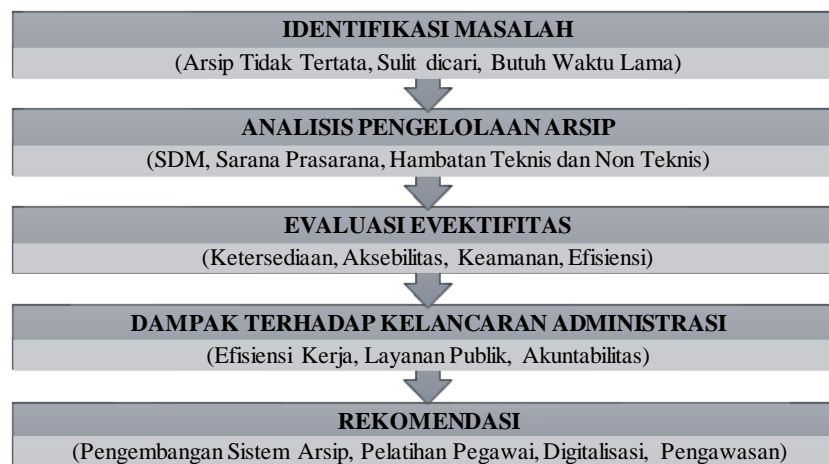 IDENTIFIKASI MASALAH
(Arsip Tidak Tertata, Sulit dicari, Butuh Waktu Lama)
ANALISIS PENGELOLAAN ARSIP
(SDM, Sarana Prasarana, Hambatan Teknis dan Non Teknis)
EVALUASI EVEKTIFITAS
(Ketersediaan, Aksebilitas, Keamanan, Efisiensi)
DAMPAK TERHADAP KELANCARAN ADMINISTRASI
(Efisiensi Kerja, Layanan Publik, Akuntabilitas)
REKOMENDASI
(Pengembangan Sistem Arsip, Pelatihan Pegawai, Digitalisasi, Pengawasan)